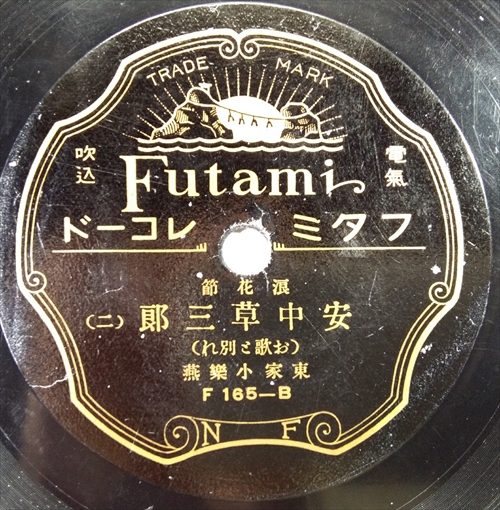 TRADE MARK
電氣
吹込
Futami
フタミ レコード
浪花節
安中草三郎 (二)
(お歌と別れ)
東家小樂燕
F 165—B
N F